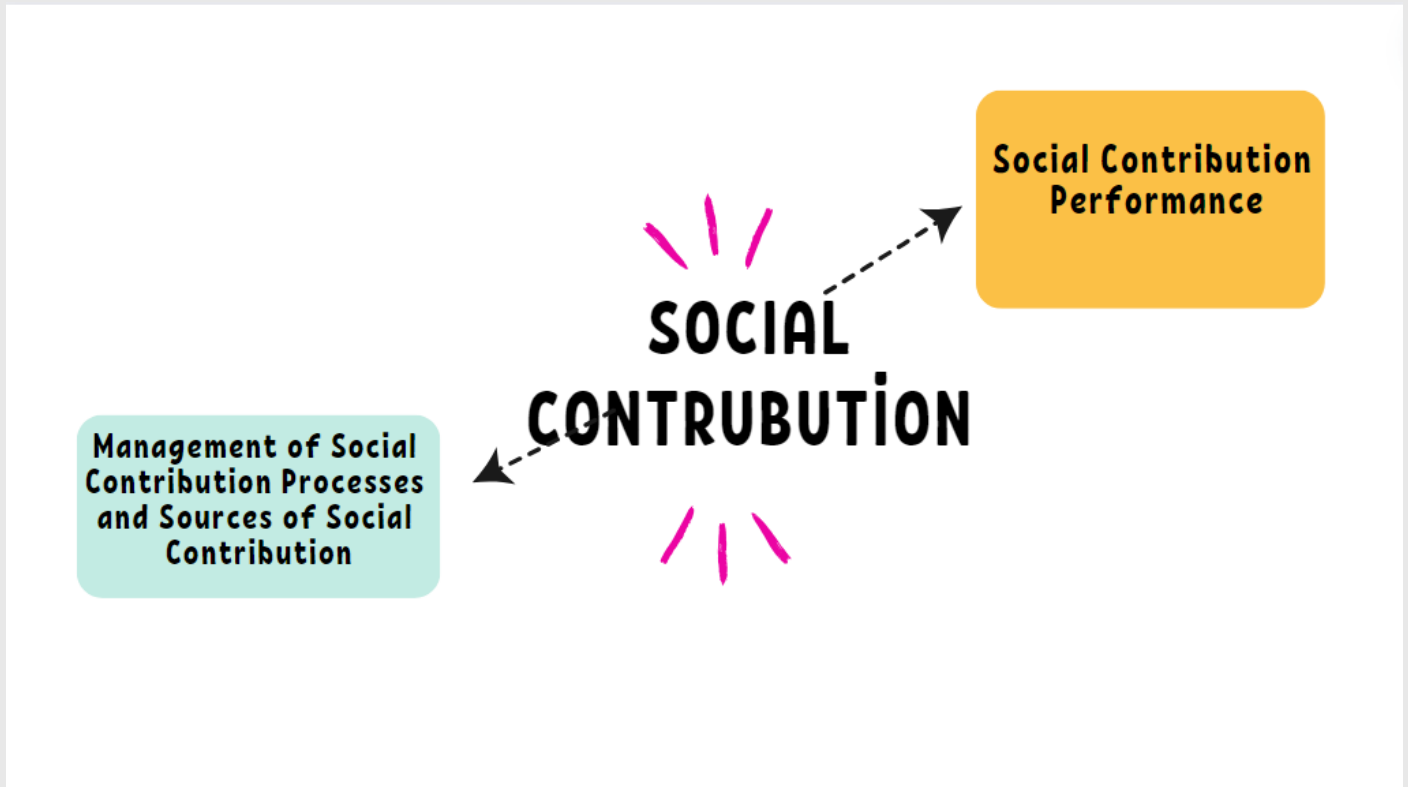 Social Contribution
Performance
SOCIAL
CONTRUBUTİON
Management of Social
Contribution Processes
and Sources of Social
Contribution